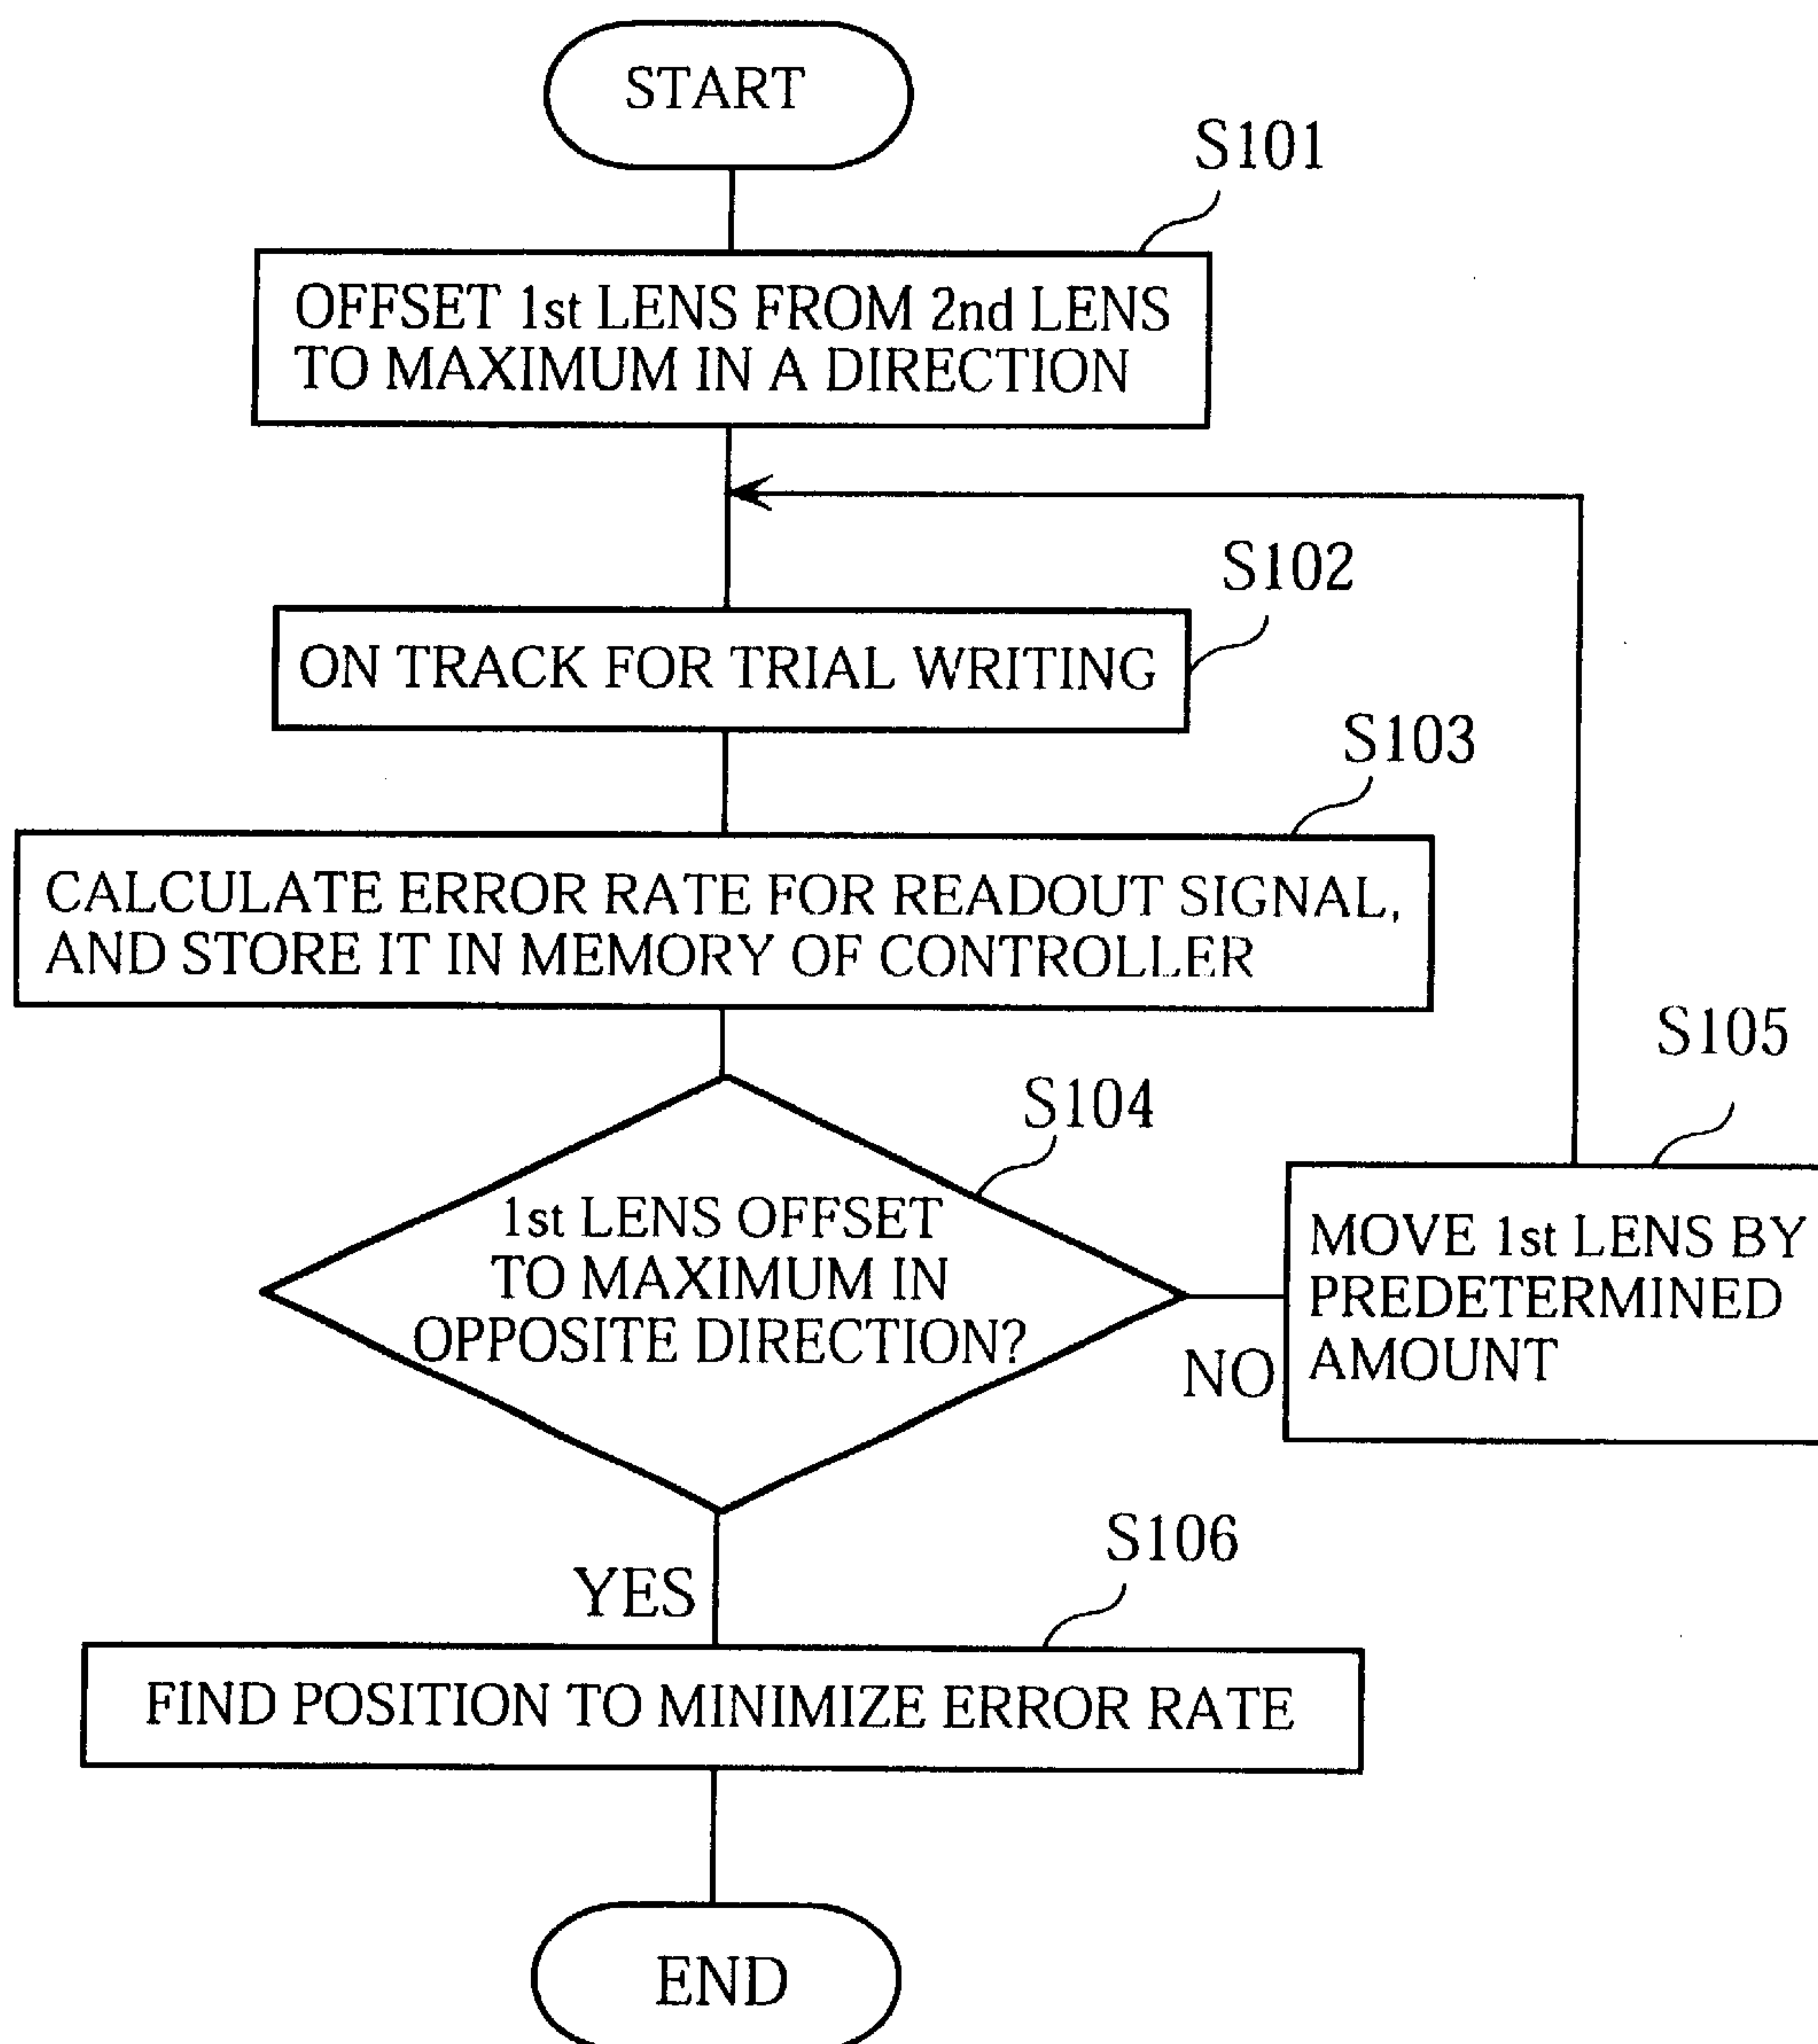 START
S101
OFFSET 1st LENS FROM 2nd LENS
TO MAXIMUM IN A DIRECTION
S102
ON TRACK FOR TRIAL WRITING
S103
CALCULATE ERROR RATE FOR READOUT SIGNAL,
AND STORE IT IN MEMORY OF CONTROLLER
S104
1st LENS OFFSET
TO MAXIMUM IN
OPPOSITE DIRECTION?
NO
S105
MOVE 1st LENS BY
PREDETERMINED
AMOUNT
YES
S106
FIND POSITION TO MINIMIZE ERROR RATE
END